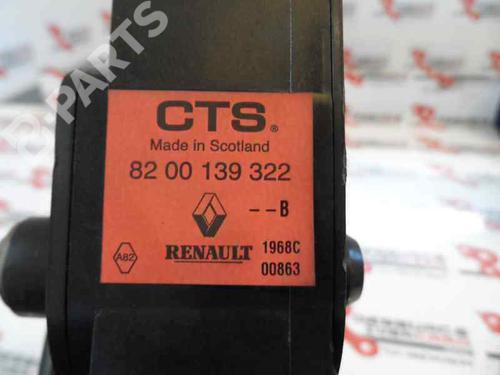 B-PARTS
CTS®
Made in Scotland
82 00 139 322
--B
A82
RENAULT
1968C
00863